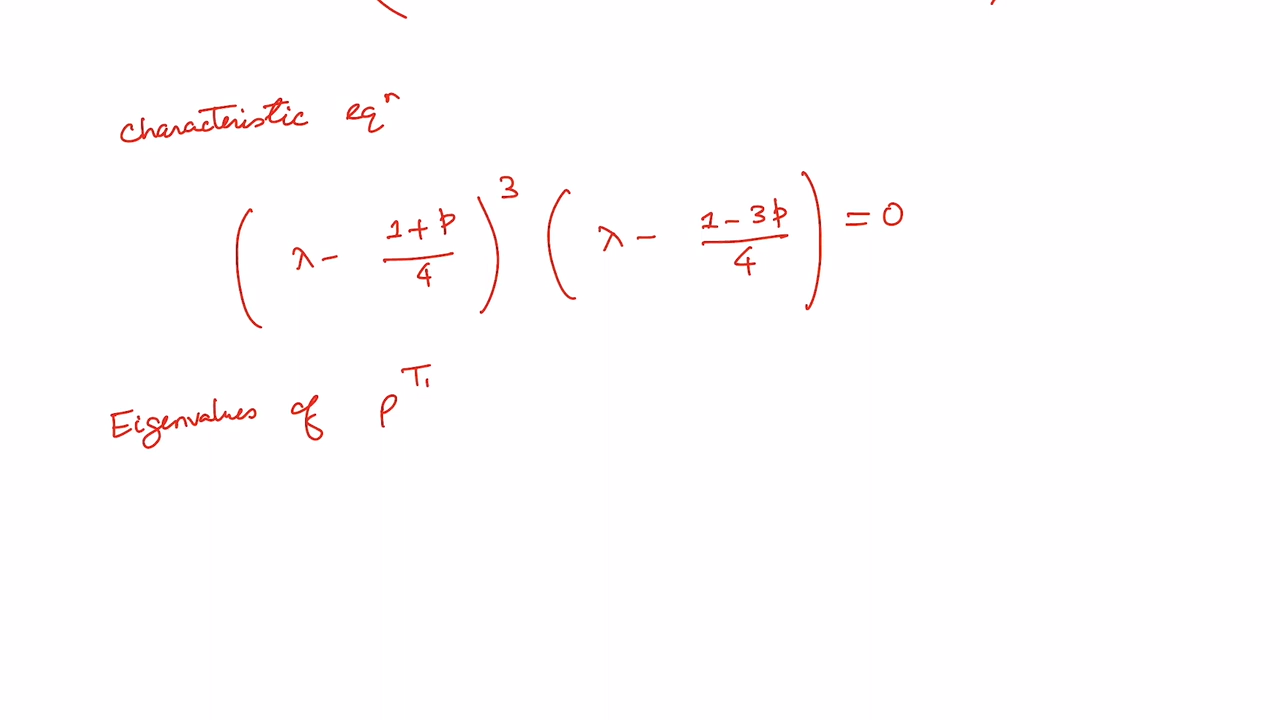 characteristic eqⁿ
(λ - (1+p)/4)³ (λ - (1-3p)/4) = 0
Eigenvalues of ρ^T₁